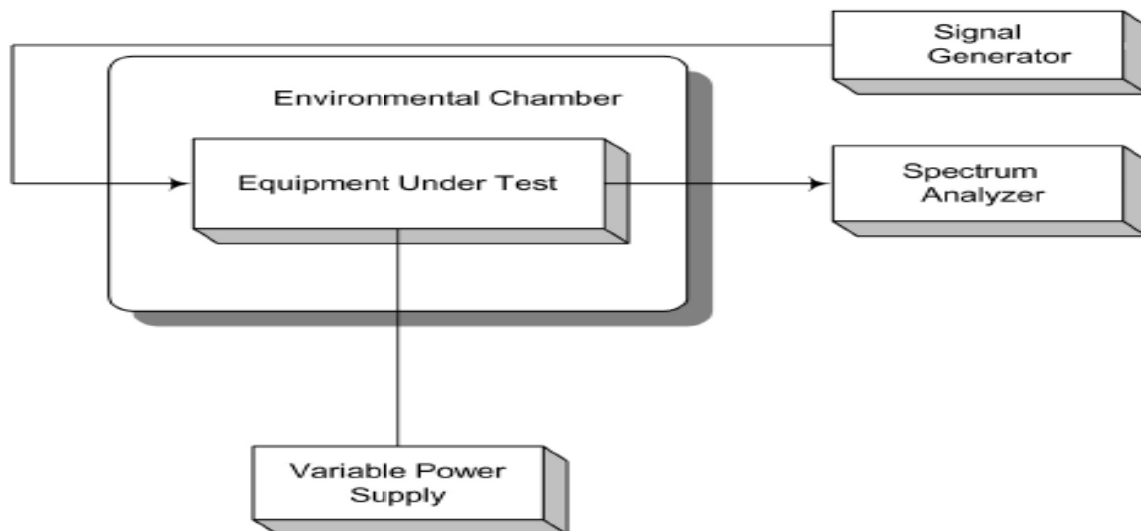 Signal
Generator
Environmental Chamber
Equipment Under Test
Spectrum
Analyzer
Variable Power
Supply